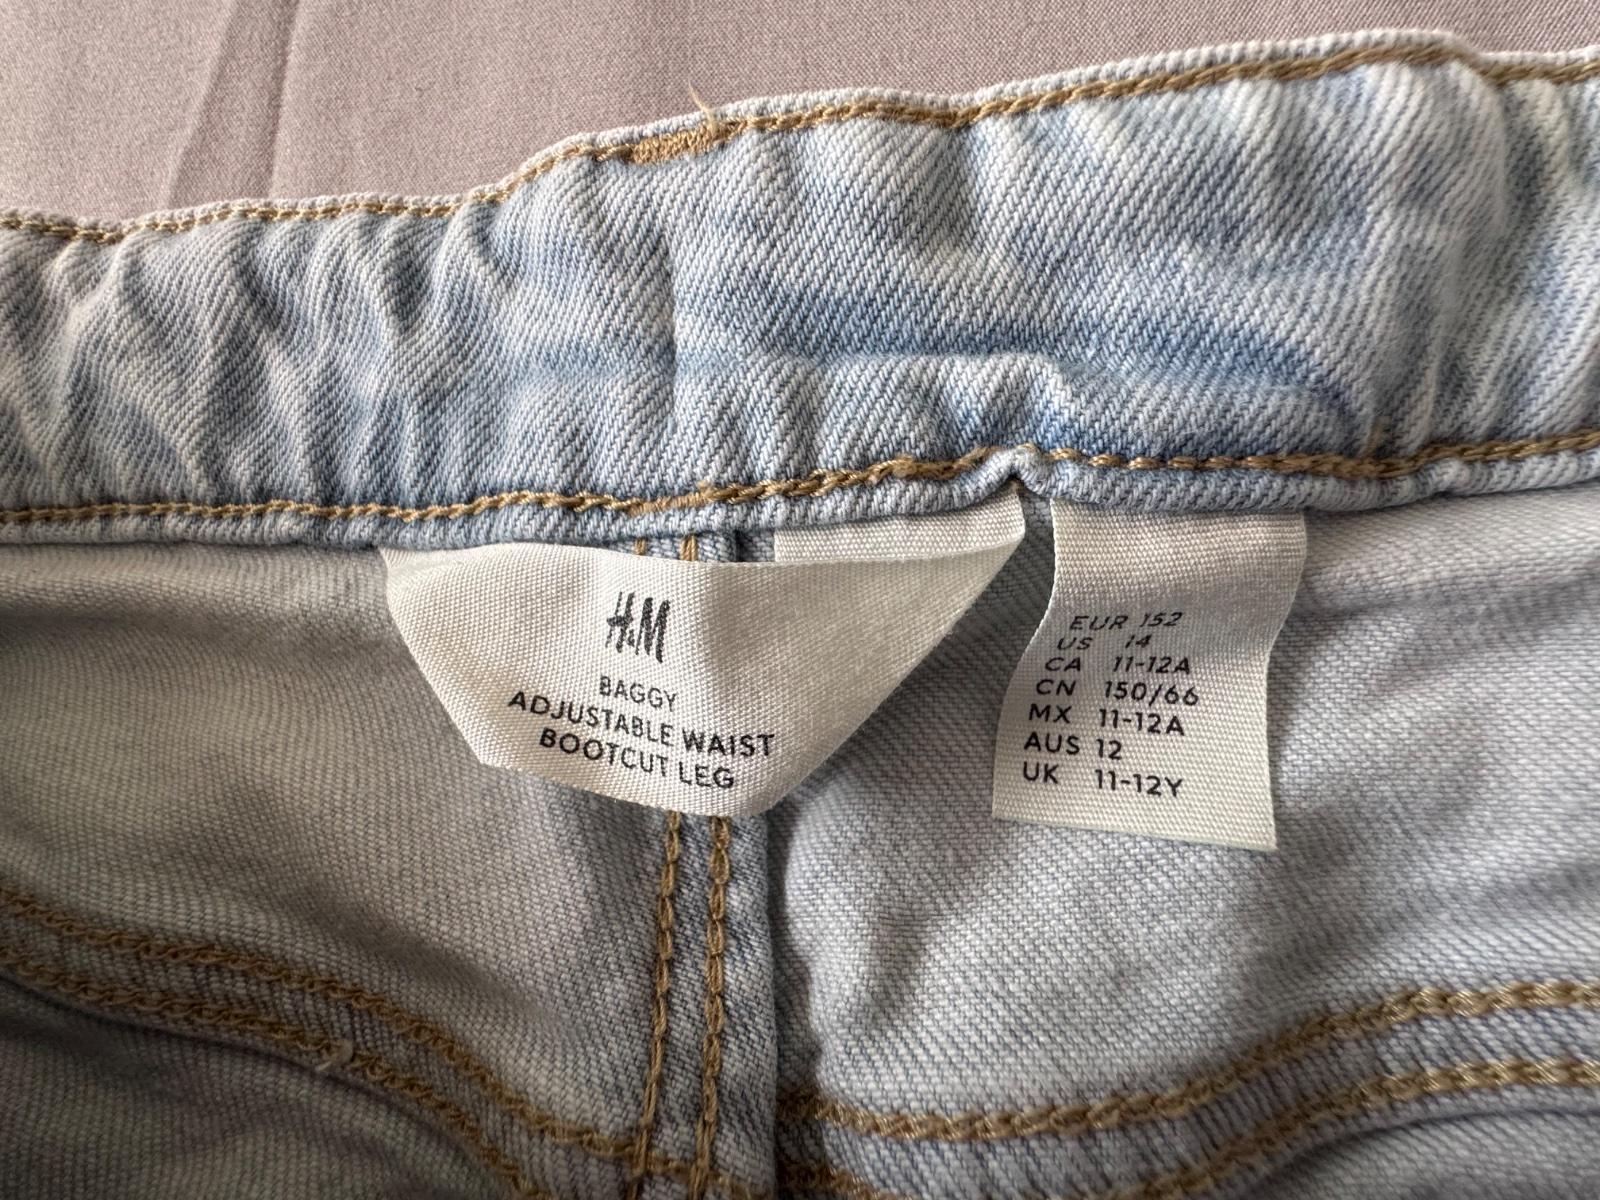 H&M
BAGGY
ADJUSTABLE WAIST
BOOTCUT LEG
EUR 152
US 14
CA 11-12A
CN 150/66
MX 11-12A
AUS 12
UK 11-12Y